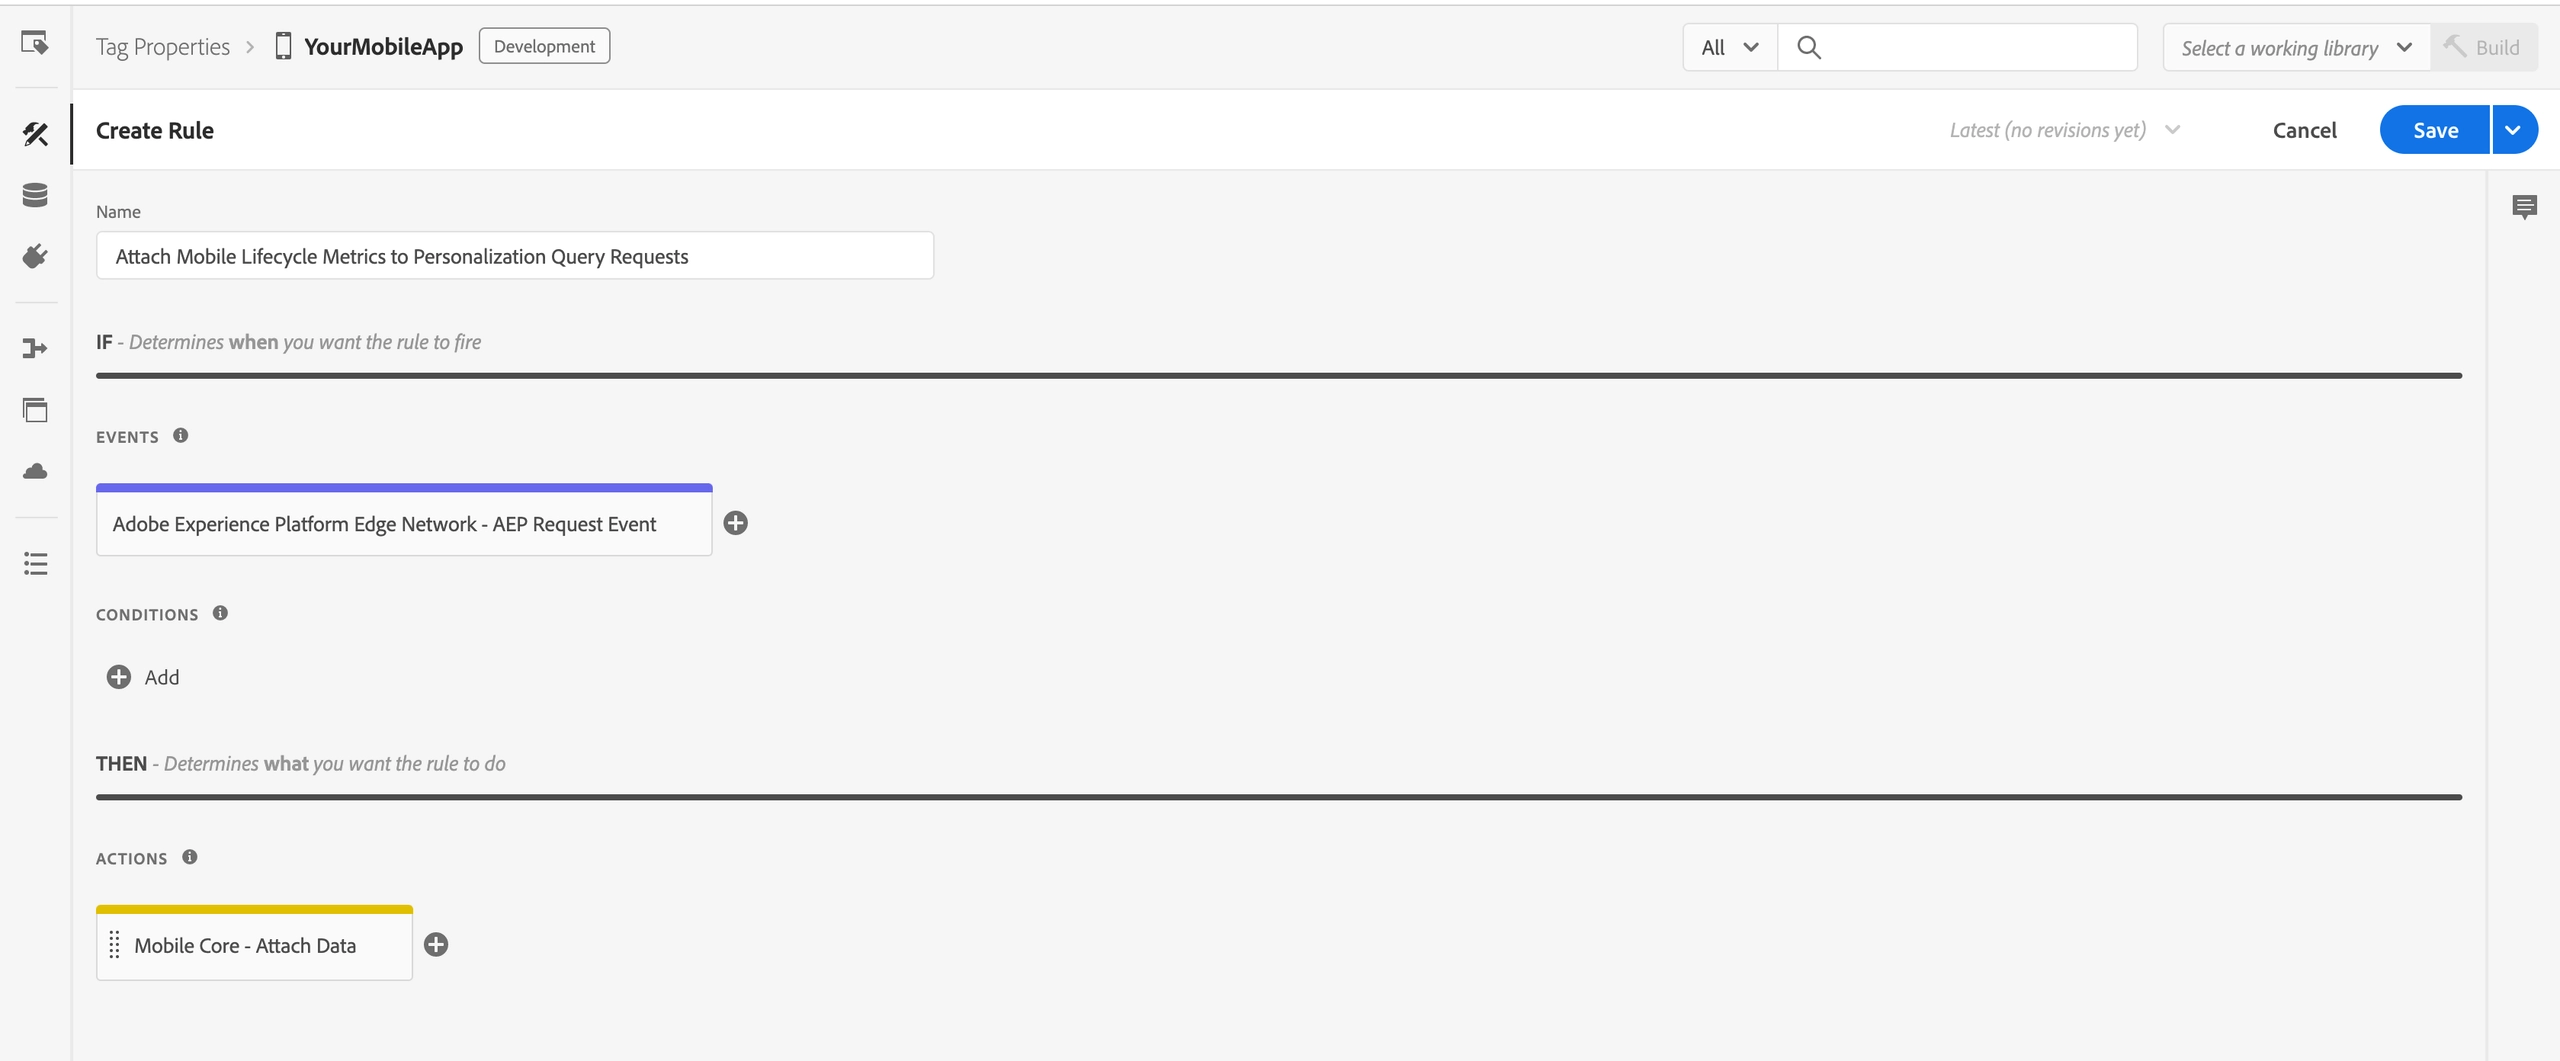 Tag Properties > YourMobileApp Development All Select a working library Build
Create Rule Latest (no revisions yet) Cancel Save
Name
Attach Mobile Lifecycle Metrics to Personalization Query Requests
IF - Determines when you want the rule to fire
EVENTS
Adobe Experience Platform Edge Network - AEP Request Event
CONDITIONS
Add
THEN - Determines what you want the rule to do
ACTIONS
Mobile Core - Attach Data